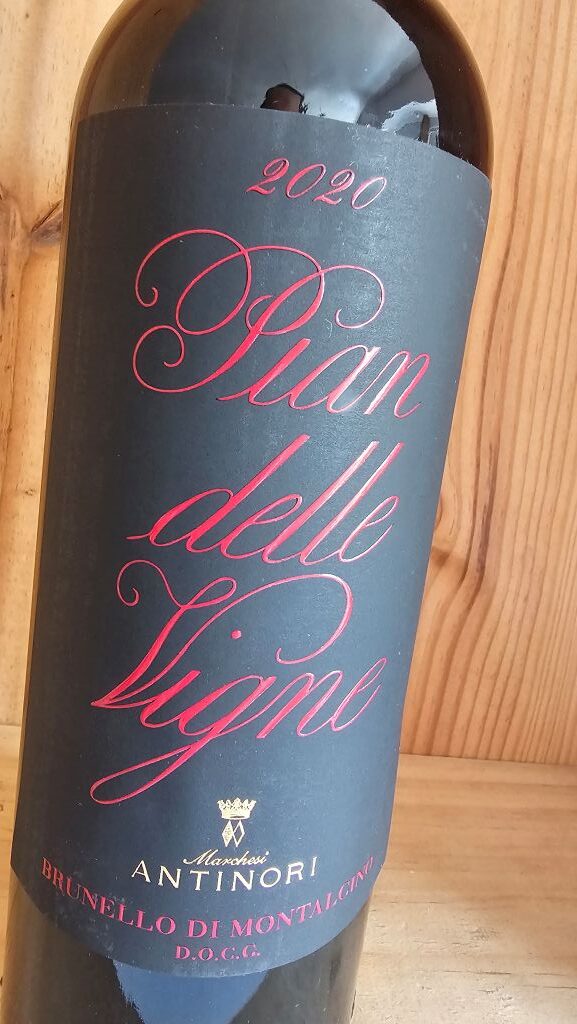 2020
Pian
delle
Vigne
Marchesi
ANTINORI
BRUNELLO DI MONTALCINO
D.O.C.G.